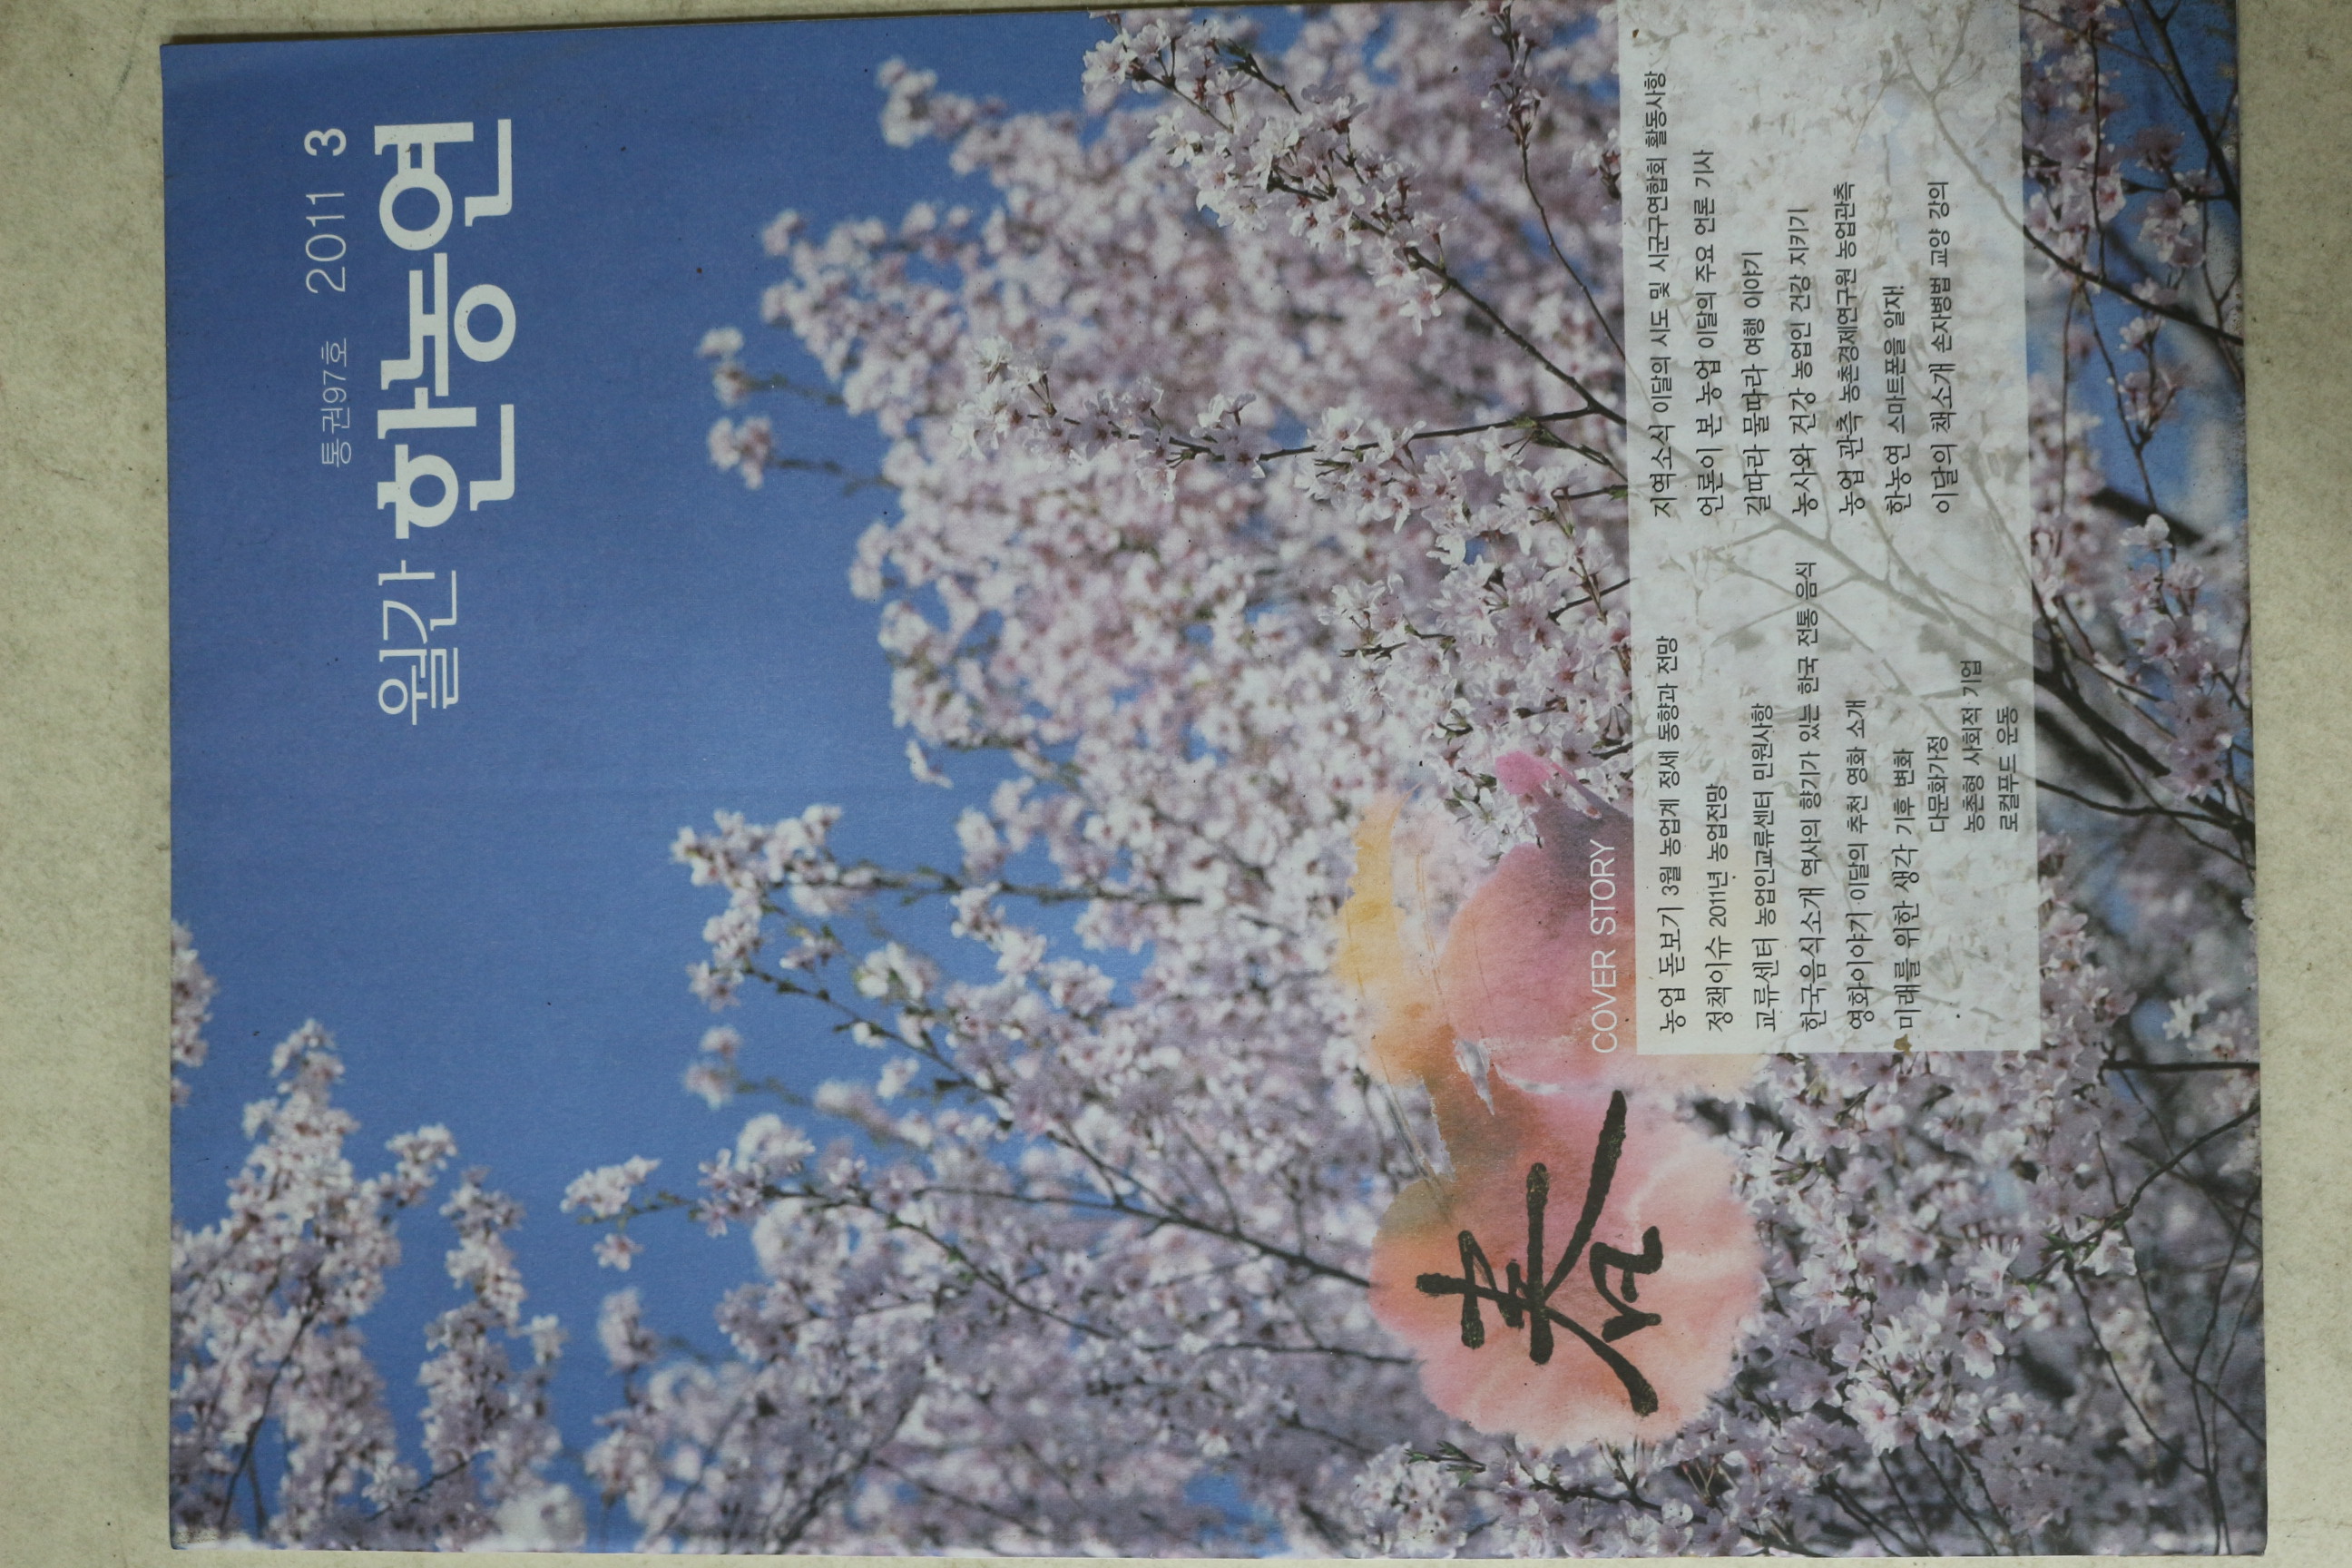 통권97호 2011 3
월간 한농연
春
COVER STORY
농업 돋보기 3월 농업계 정세 동향과 전망
정책이슈 2011년 농업전망
교류센터 농업인교류센터 민원사항
한국음식소개 역사의 향기가 있는 한국 전통 음식
영화이야기 이달의 추천 영화 소개
미래를 위한 생각 기후 변화
다문화가정
농촌형 사회적 기업
로컬푸드 운동
지역소식 이달의 시도 및 시군구연합회 활동사항
언론이 본 농업 이달의 주요 언론 기사
길따라 물따라 여행 이야기
농사와 건강 농업인 건강 지키기
농업 관측 농촌경제연구원 농업관측
한농연 스마트폰을 알자!
이달의 책소개 손자병법 교양 강의